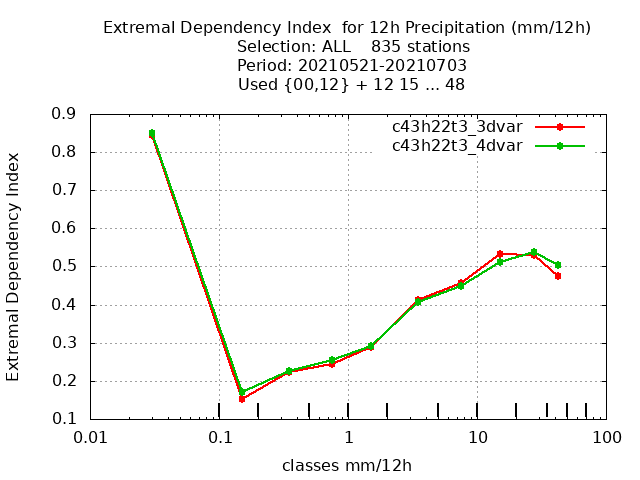 Extremal Dependency Index  for 12h Precipitation (mm/12h)
Selection: ALL    835 stations
Period: 20210521-20210703
Used {00,12} + 12 15 ... 48
c43h22t3_3dvar
c43h22t3_4dvar
Extremal Dependency Index
0.9
0.8
0.7
0.6
0.5
0.4
0.3
0.2
0.1
0.01 0.1 1 10 100
classes mm/12h